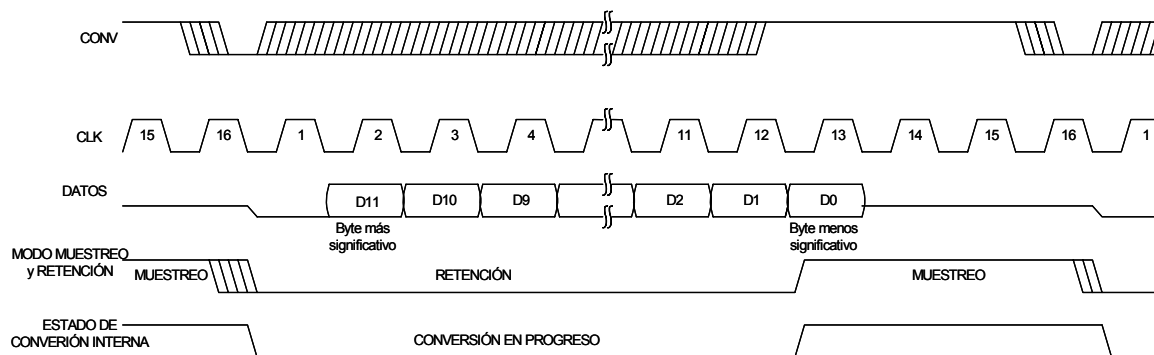 CONV
CLK
15 16 1 2 3 4 11 12 13 14 15 16 1
DATOS
D11 D10 D9 D2 D1 D0
Byte más
significativo
Byte menos
significativo
MODO MUESTREO
y RETENCIÓN
MUESTREO
RETENCIÓN
MUESTREO
ESTADO DE
CONVERIÓN INTERNA
CONVERSIÓN EN PROGRESO